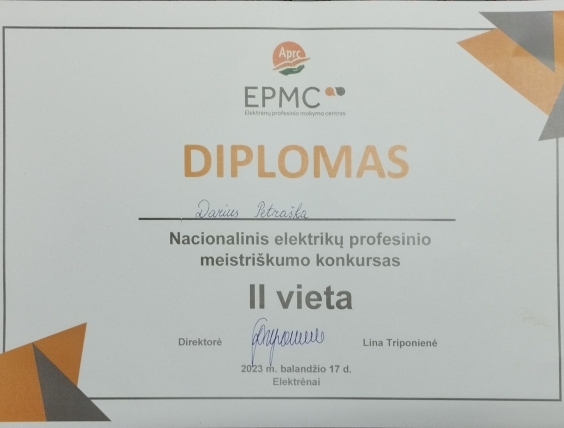 Aprc
EPMC
Elektrėnų profesinio mokymo centras
DIPLOMAS
Darius Petraška
Nacionalinis elektrikų profesinio
meistriškumo konkursas
II vieta
Direktorė Lina Triponienė
2023 m. balandžio 17 d.
Elektrėnai